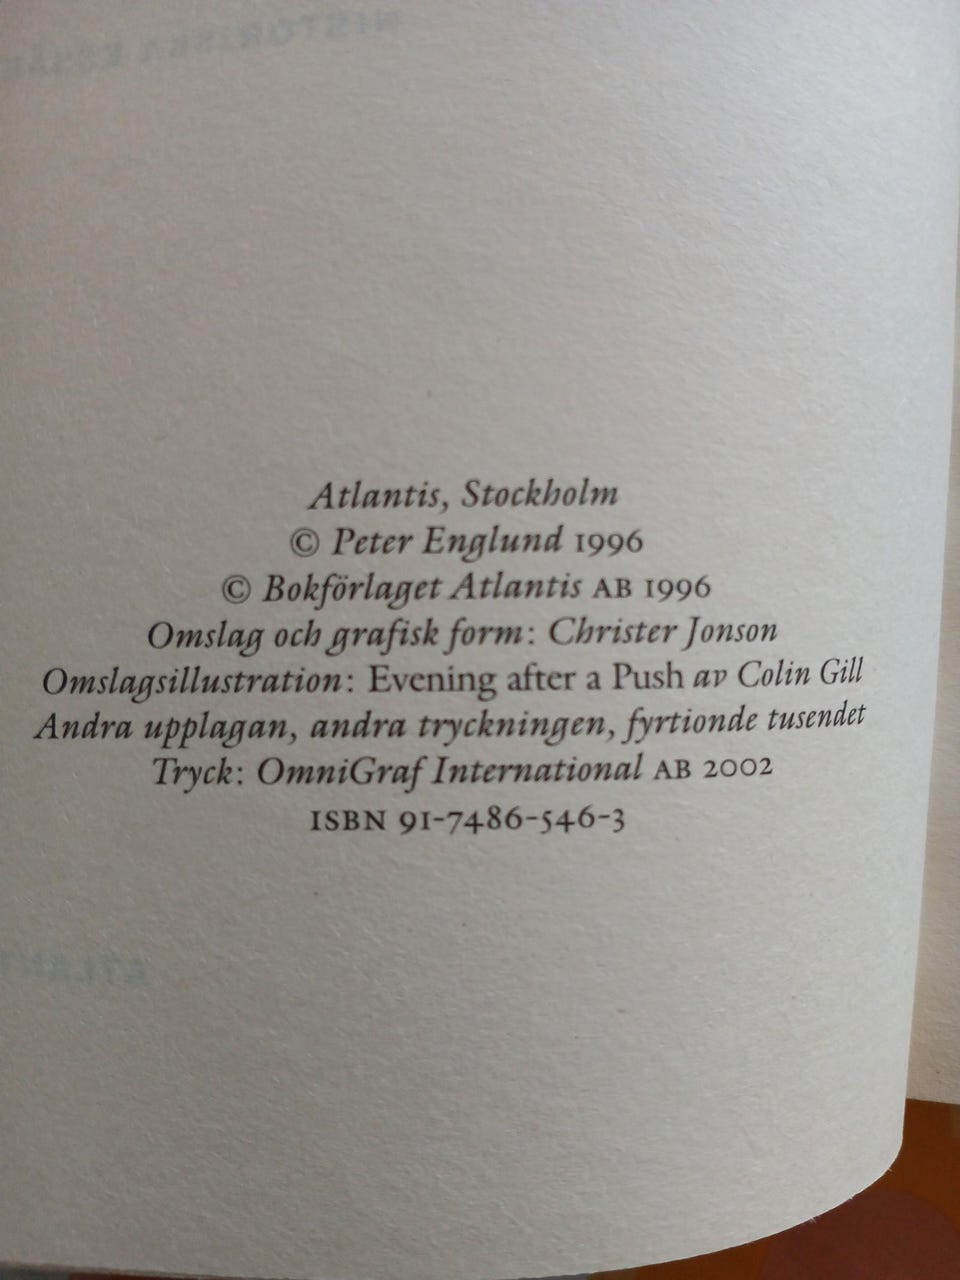 Atlantis, Stockholm
© Peter Englund 1996
© Bokförlaget Atlantis AB 1996
Omslag och grafisk form: Christer Jonson
Omslagsillustration: Evening after a Push av Colin Gill
Andra upplagan, andra tryckningen, fyrtionde tusendet
Tryck: OmniGraf International AB 2002
ISBN 91-7486-546-3